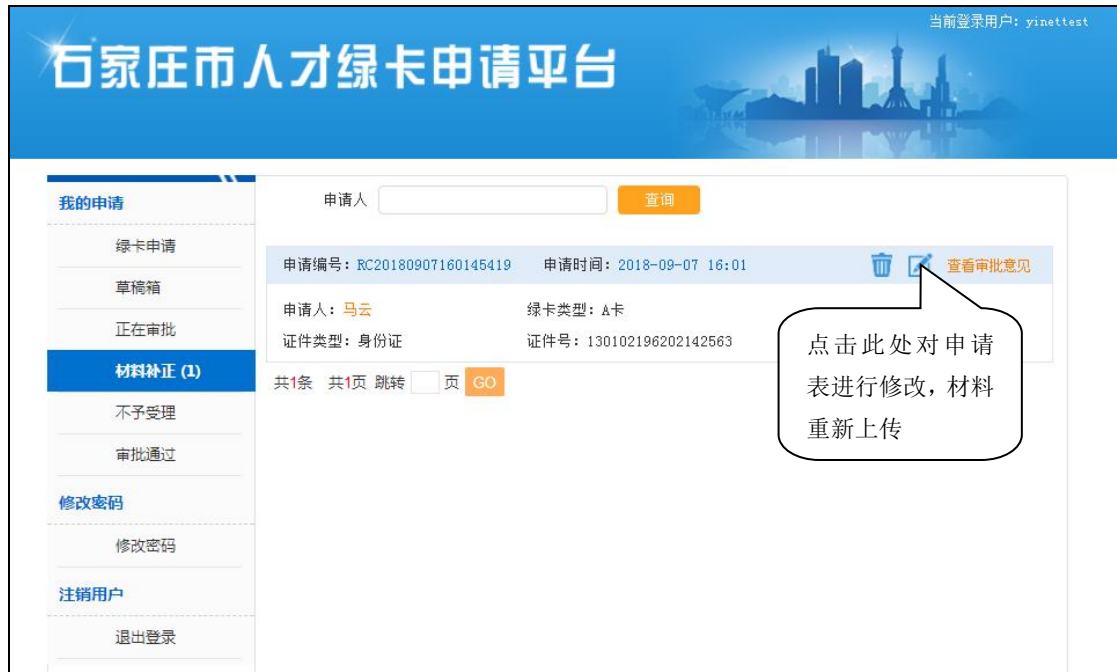 当前登录用户: yinettest
石家庄市人才绿卡申请平台
我的申请
绿卡申请
草稿箱
正在审批
材料补正 (1)
不予受理
审批通过
修改密码
修改密码
注销用户
退出登录
申请人
查询
申请编号: RC20180907160145419 申请时间: 2018-09-07 16:01 查看审批意见
申请人: 马云 绿卡类型: A卡
证件类型: 身份证 证件号: 130102196202142563
共1条 共1页 跳转 页 GO
点击此处对申请
表进行修改，材料
重新上传